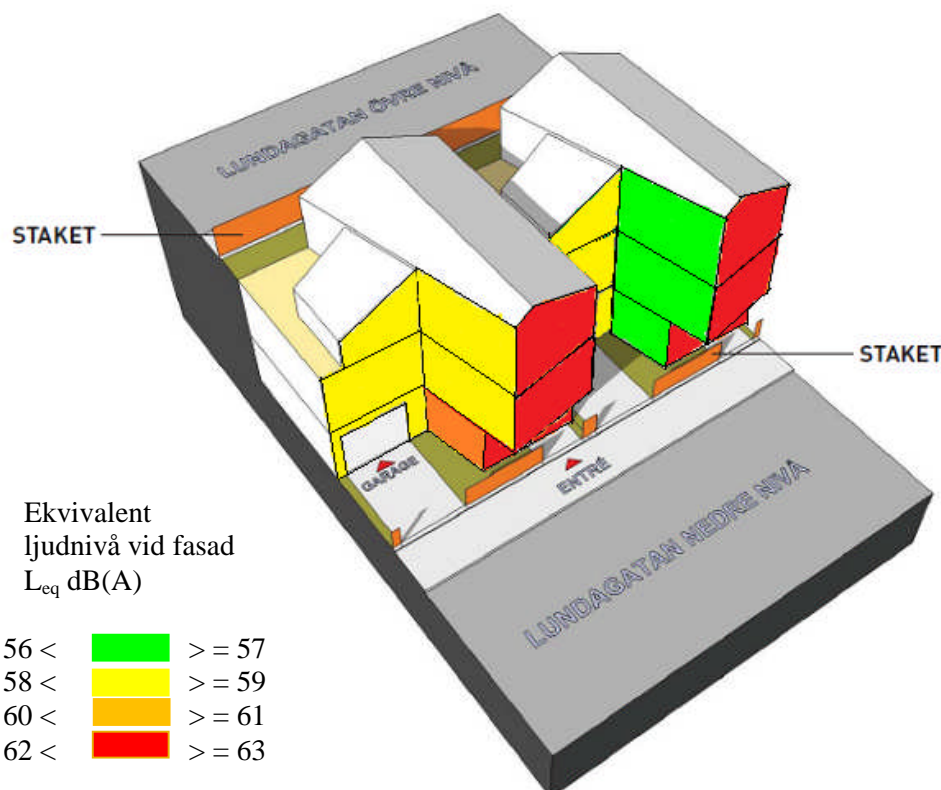 LUNDAGATAN ÖVRE NIVÅ
STAKET
STAKET
GARAGE
ENTRÉ
LUNDAGATAN NEDRE NIVÅ
Ekvivalent
ljudnivå vid fasad
Leq dB(A)
56 < > = 57
58 < > = 59
60 < > = 61
62 < > = 63